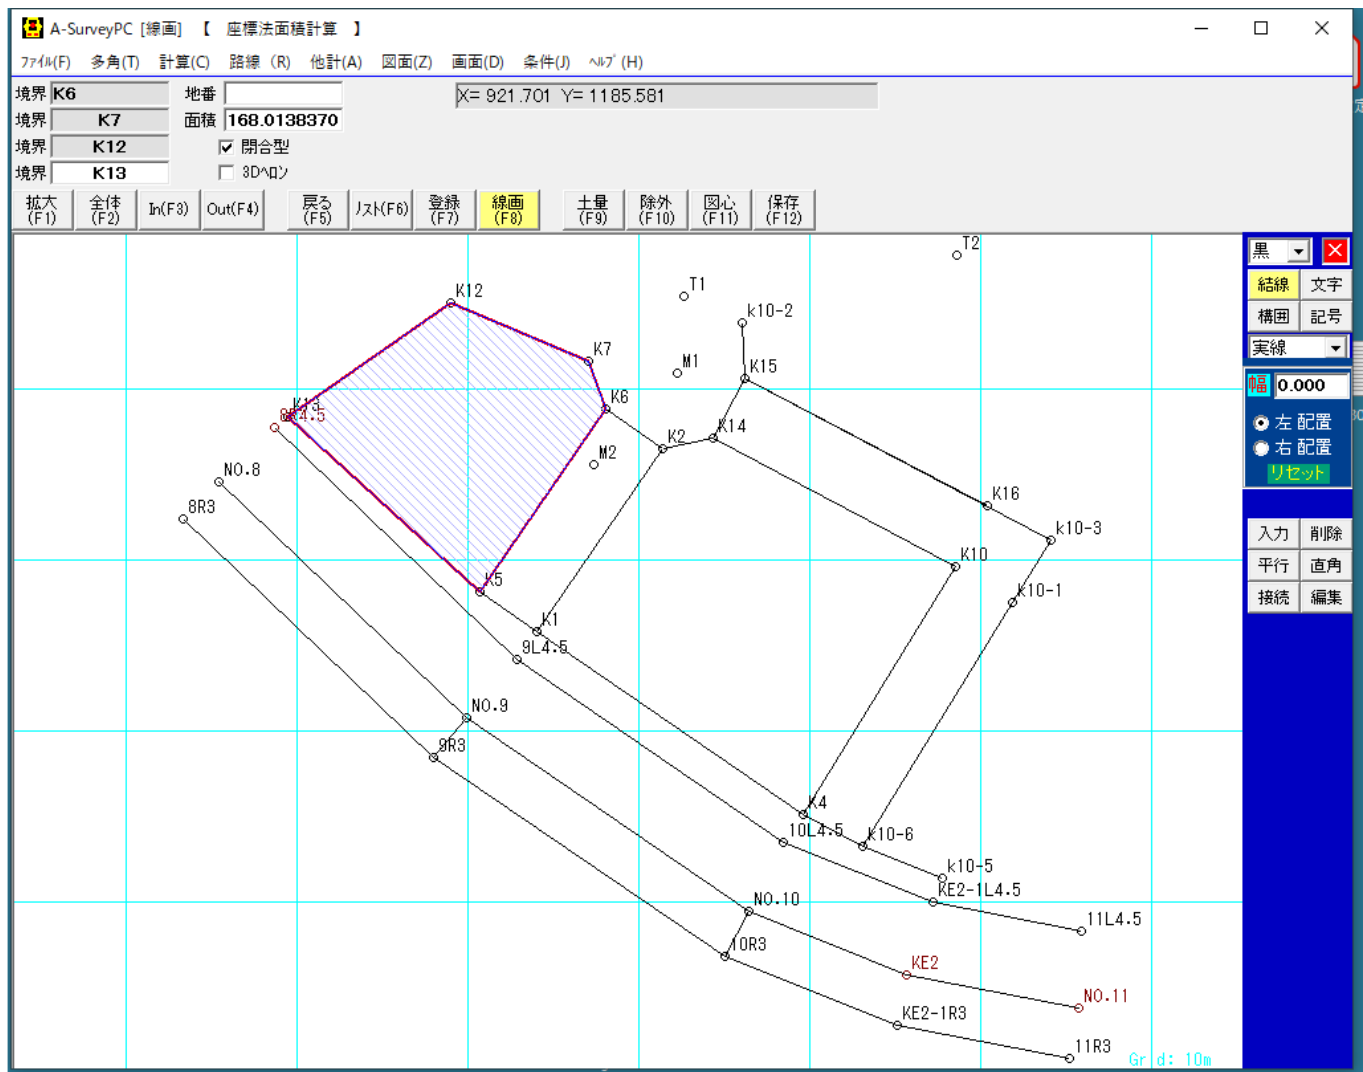 A-SurveyPC [線画] 【 座標法面積計算 】
ﾌｧｲﾙ(F) 多角(T) 計算(C) 路線 (R) 他計(A) 図面(Z) 画面(D) 条件(J) ﾍﾙﾌﾟ(H)
境界 K6 地番 X= 921.701 Y= 1185.581
境界 K7 面積 168.0138370
境界 K12 閉合型
境界 K13 3Dﾍﾛﾝ
拡大(F1) 全体(F2) In(F3) Out(F4) 戻る(F5) ﾉｽﾄ(F6) 登録(F7) 線画(F8) 土量(F9) 除外(F10) 図心(F11) 保存(F12)
黒
結線 文字
構囲 記号
実線
幅 0.000
左 配置
右 配置
リセット
入力 削除
平行 直角
接続 編集
T2
T1
K12
k10-2
K7
M1
K15
K6
K13
8L4.5
K2
K14
M2
NO.8
8R3
K16
k10-3
K10
K5
k10-1
K1
9L4.5
NO.9
9R3
K4
10L4.5
k10-6
k10-5
KE2-1L4.5
NO.10
11L4.5
10R3
KE2
NO.11
KE2-1R3
11R3
Grid: 10m